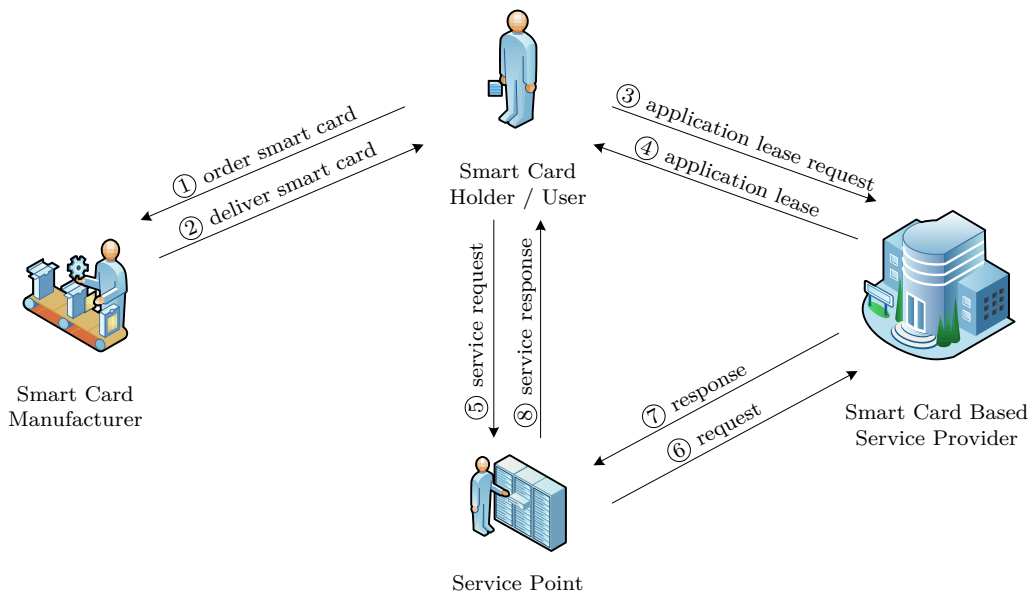 ① order smart card
② deliver smart card
③ application lease request
④ application lease
Smart Card
Holder / User
⑤ service request
⑧ service response
Smart Card
Manufacturer
⑦ response
⑥ request
Smart Card Based
Service Provider
Service Point